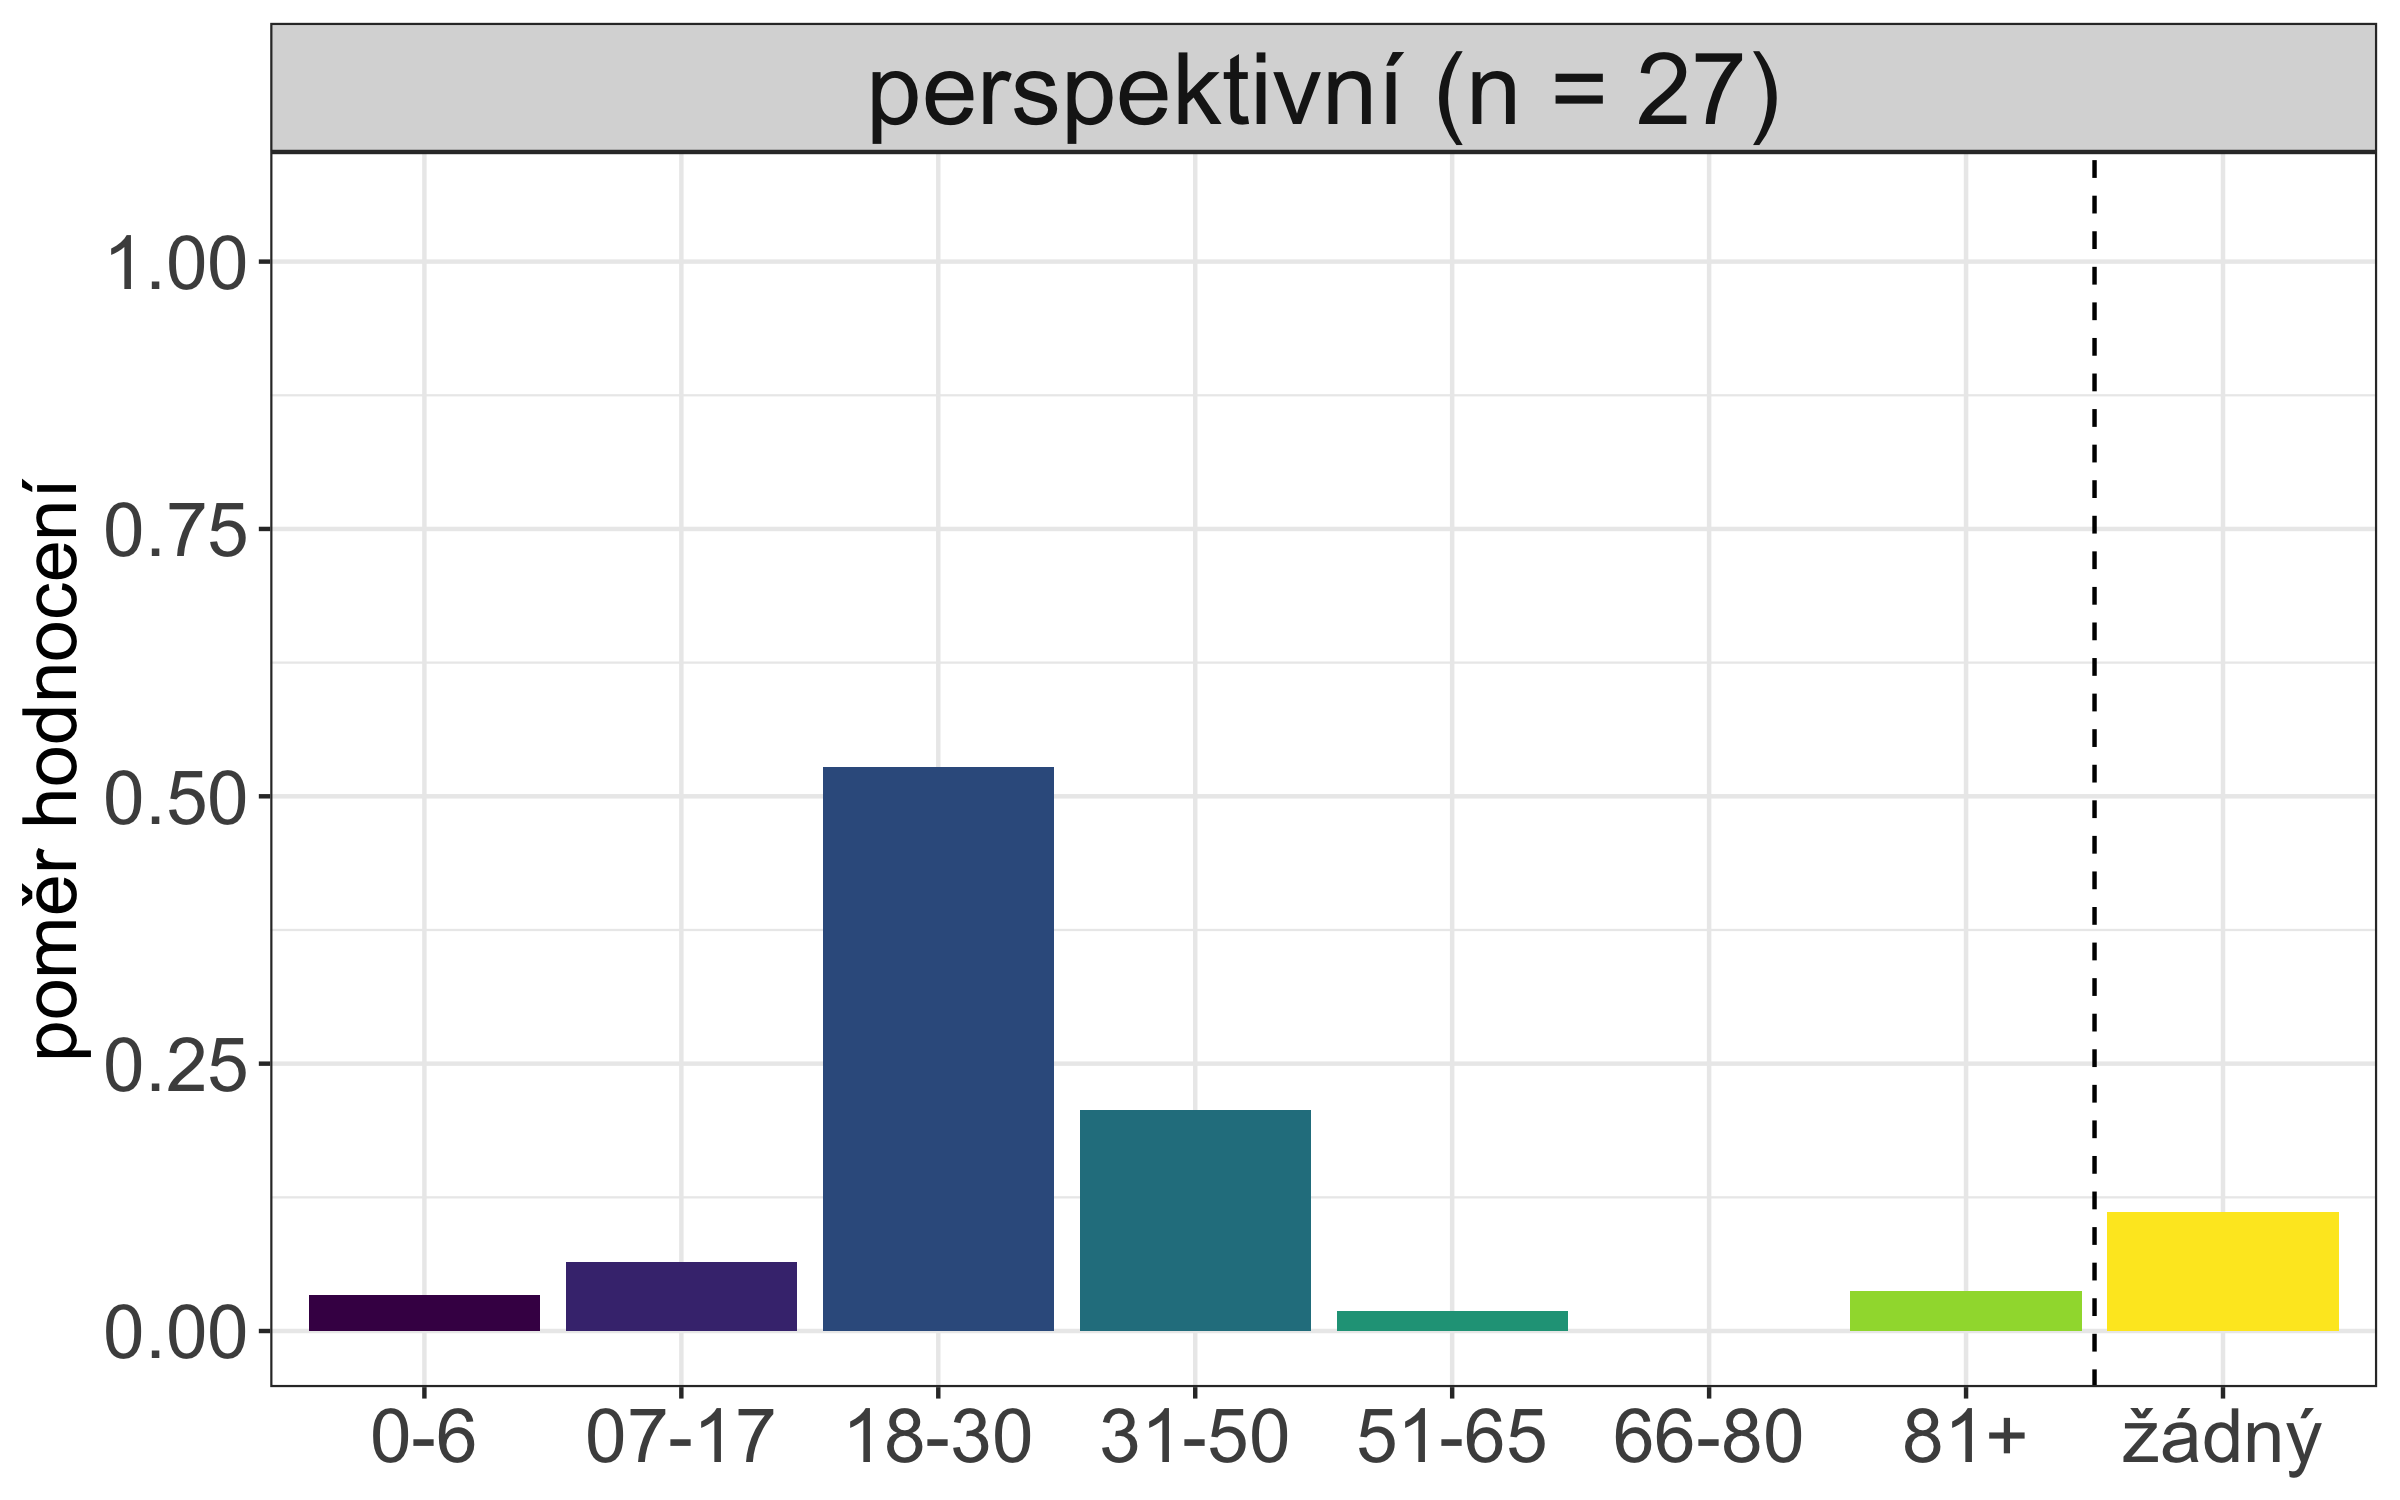 perspektivní (n = 27)
poměr hodnocení
1.00
0.75
0.50
0.25
0.00
0-6 07-17 18-30 31-50 51-65 66-80 81+ žádný